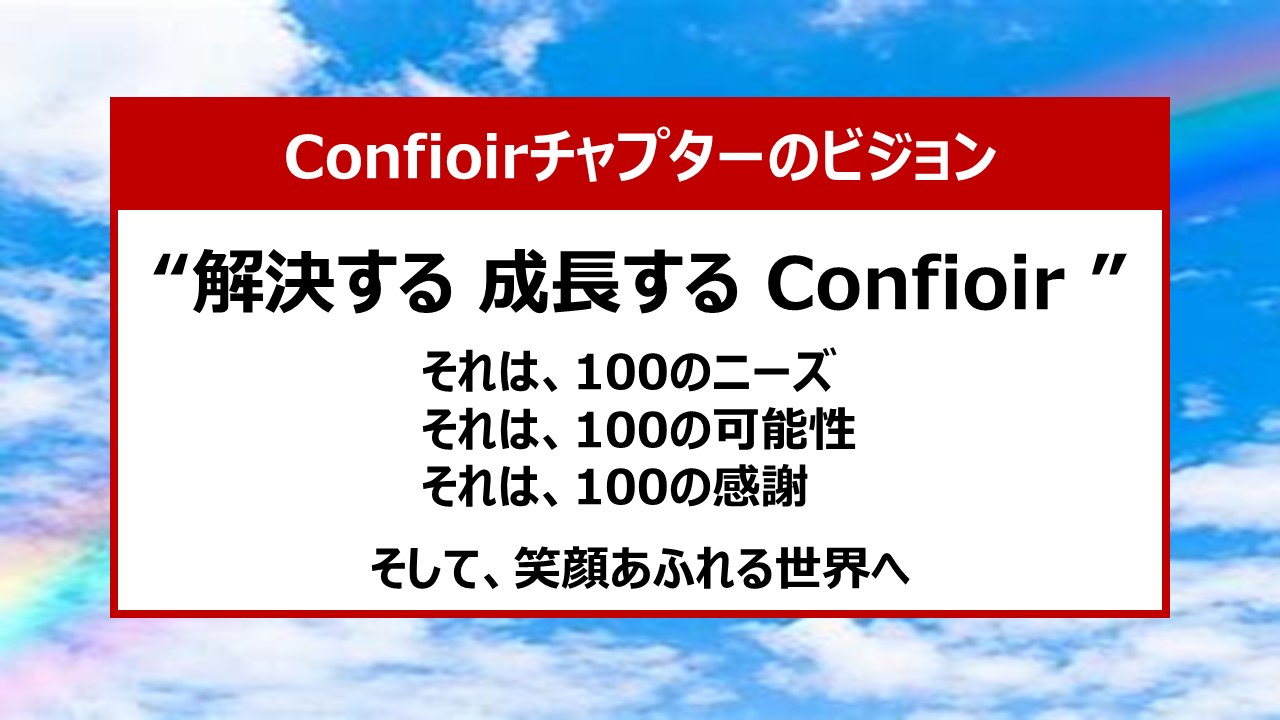 Confioirチャプターのビジョン
“解決する 成長する Confioir ”
それは、100のニーズ
それは、100の可能性
それは、100の感謝
そして、笑顔あふれる世界へ